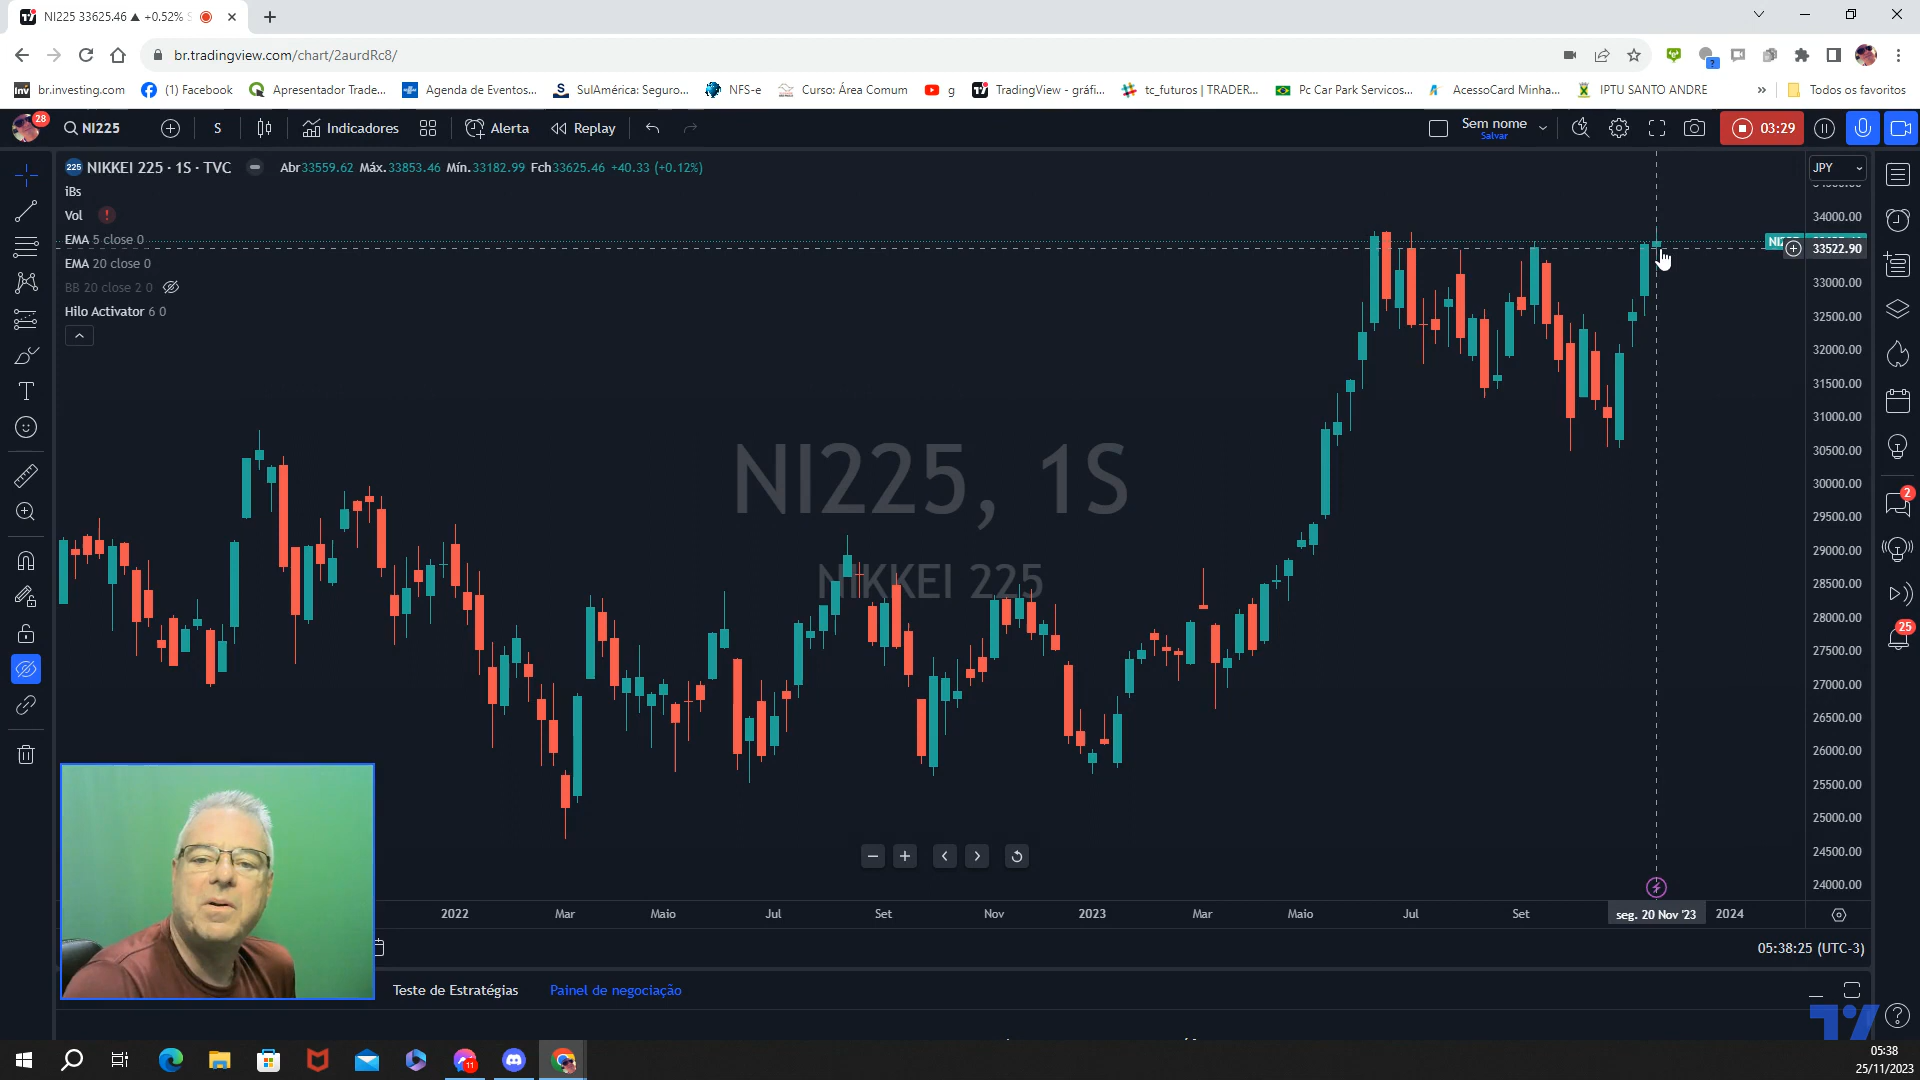 NI225 33625.46 ▲ +0.52% S
br.tradingview.com/chart/2aurdRc8/
br.investing.com
(1) Facebook
Apresentador Trade...
Agenda de Eventos...
SulAmérica: Seguro...
NFS-e
Curso: Área Comum
g
TradingView - gráfi...
tc_futuros | TRADER...
Pc Car Park Servicos...
AcessoCard Minha...
IPTU SANTO ANDRE
»
Todos os favoritos
28
NI225
S
Indicadores
Alerta
Replay
Sem nome
Salvar
03:29
225 NIKKEI 225 · 1S · TVC
Abr33559.62 Máx.33853.46 Mín.33182.99 Fch33625.46 +40.33 (+0.12%)
JPY
iBs
Vol
EMA 5 close 0
EMA 20 close 0
BB 20 close 2 0
Hilo Activator 6 0
NI225, 1S
NIKKEI 225
34000.00
33522.90
33000.00
32500.00
32000.00
31500.00
31000.00
30500.00
30000.00
29500.00
29000.00
28500.00
28000.00
27500.00
27000.00
26500.00
26000.00
25500.00
25000.00
24500.00
24000.00
2
25
2022
Mar
Maio
Jul
Set
Nov
2023
Mar
Maio
Jul
Set
seg. 20 Nov '23
2024
05:38:25 (UTC-3)
Teste de Estratégias
Painel de negociação
11
05:38
25/11/2023